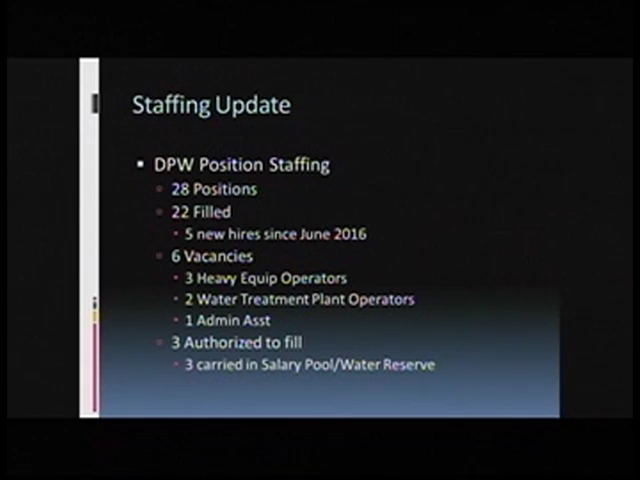 Staffing Update
DPW Position Staffing
28 Positions
22 Filled
5 new hires since June 2016
6 Vacancies
3 Heavy Equip Operators
2 Water Treatment Plant Operators
1 Admin Asst
3 Authorized to fill
3 carried in Salary Pool/Water Reserve